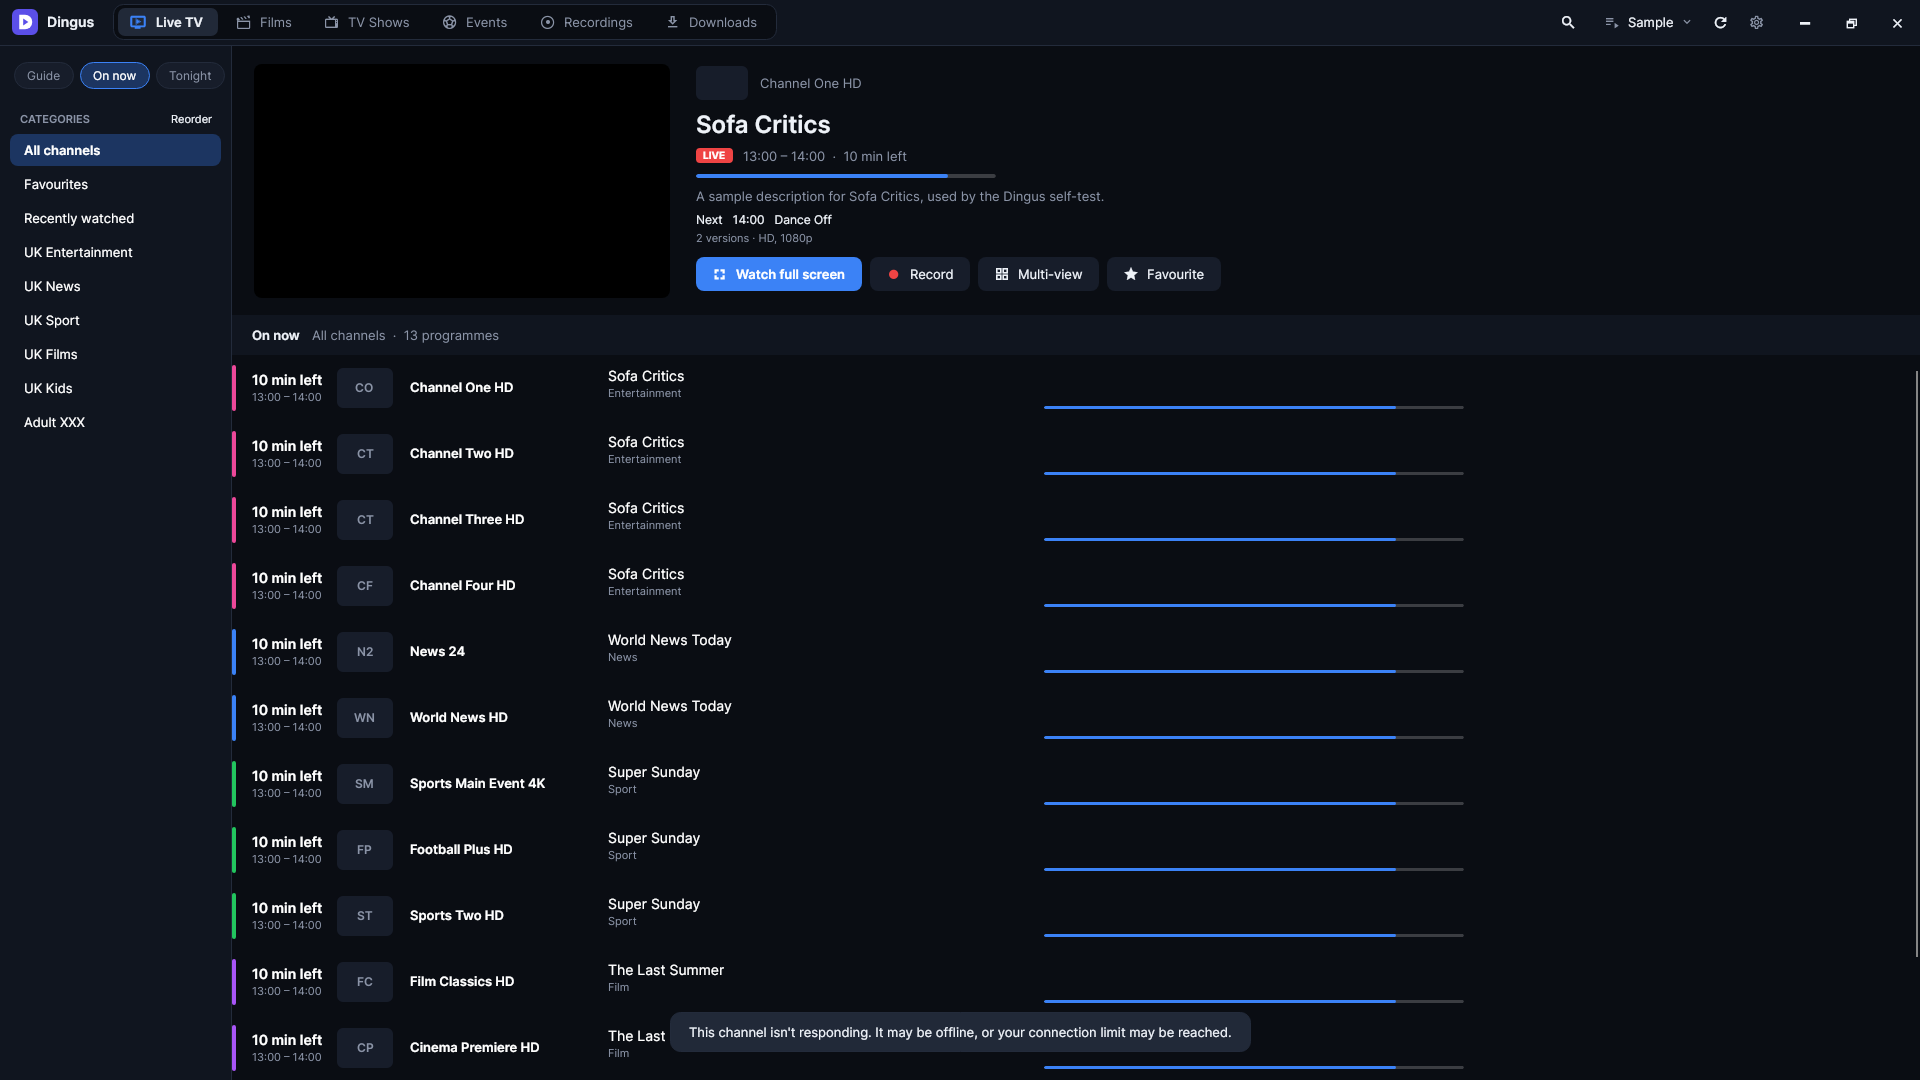 Dingus
Live TV
Films
TV Shows
Events
Recordings
Downloads
Sample
Guide
On now
Tonight
CATEGORIES
Reorder
All channels
Favourites
Recently watched
UK Entertainment
UK News
UK Sport
UK Films
UK Kids
Adult XXX
Channel One HD
Sofa Critics
LIVE 13:00 – 14:00 · 10 min left
A sample description for Sofa Critics, used by the Dingus self-test.
Next 14:00 Dance Off
2 versions · HD, 1080p
Watch full screen
Record
Multi-view
Favourite
On now All channels · 13 programmes
10 min left
13:00 – 14:00
CO
Channel One HD
Sofa Critics
Entertainment
10 min left
13:00 – 14:00
CT
Channel Two HD
Sofa Critics
Entertainment
10 min left
13:00 – 14:00
CT
Channel Three HD
Sofa Critics
Entertainment
10 min left
13:00 – 14:00
CF
Channel Four HD
Sofa Critics
Entertainment
10 min left
13:00 – 14:00
N2
News 24
World News Today
News
10 min left
13:00 – 14:00
WN
World News HD
World News Today
News
10 min left
13:00 – 14:00
SM
Sports Main Event 4K
Super Sunday
Sport
10 min left
13:00 – 14:00
FP
Football Plus HD
Super Sunday
Sport
10 min left
13:00 – 14:00
ST
Sports Two HD
Super Sunday
Sport
10 min left
13:00 – 14:00
FC
Film Classics HD
The Last Summer
Film
10 min left
13:00 – 14:00
CP
Cinema Premiere HD
The Last
Film
This channel isn't responding. It may be offline, or your connection limit may be reached.